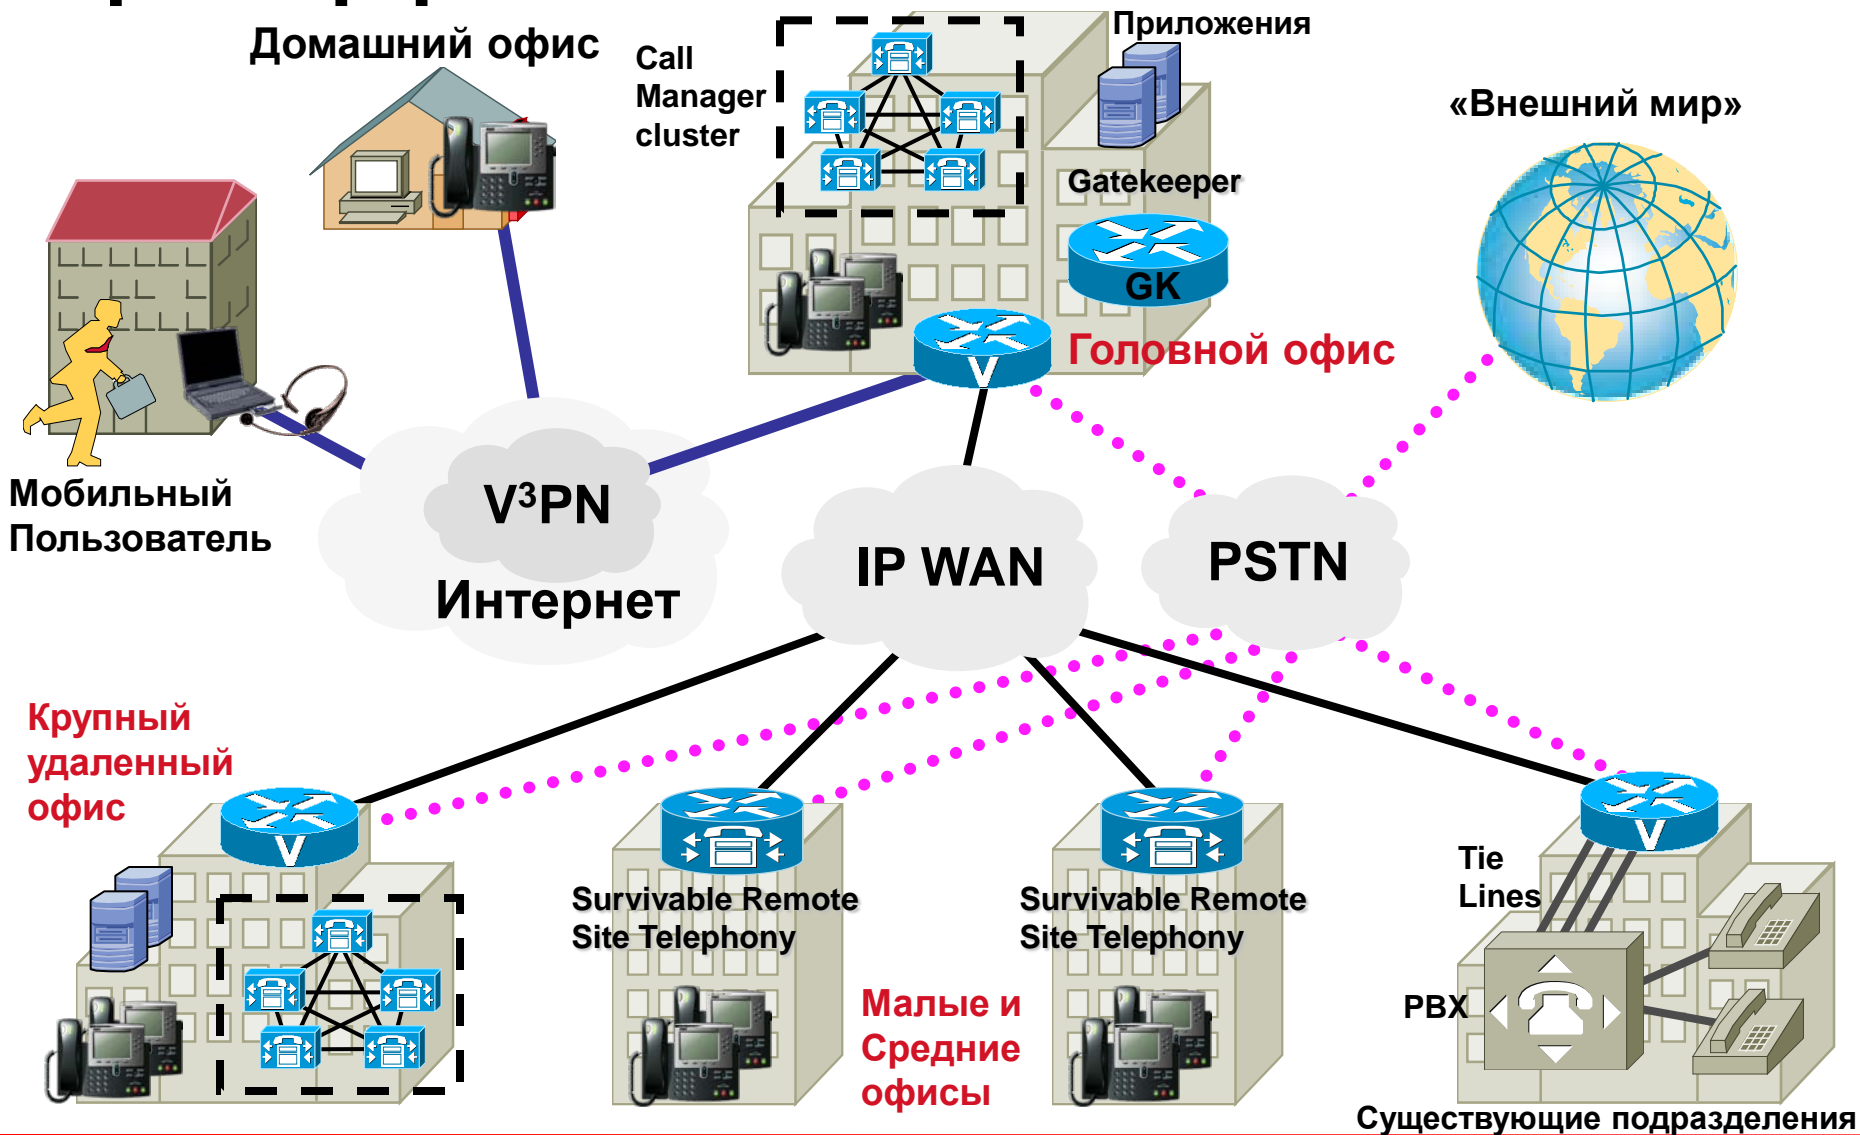 Домашний офис
Call
Manager
cluster
Приложения
«Внешний мир»
Gatekeeper
GK
Головной офис
V
Мобильный
Пользователь
V³PN
Интернет
IP WAN
PSTN
Крупный
удаленный
офис
V
Survivable Remote
Site Telephony
Survivable Remote
Site Telephony
Малые и
Средние
офисы
V
Tie
Lines
PBX
Существующие подразделения